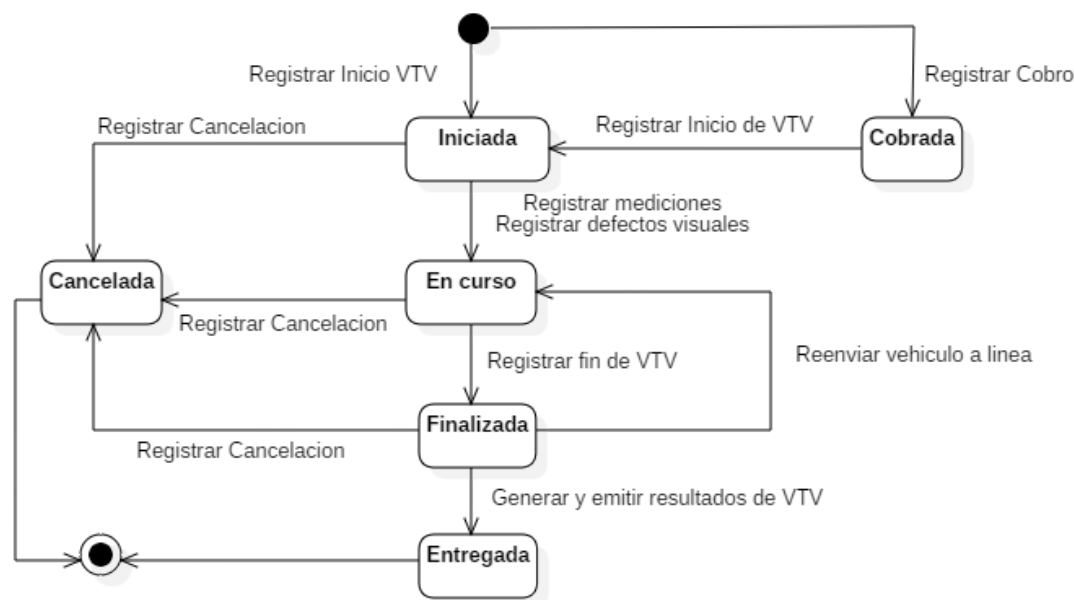 Registrar Inicio VTV
Registrar Cobro
Registrar Cancelacion
Iniciada
Registrar Inicio de VTV
Cobrada
Registrar mediciones
Registrar defectos visuales
Cancelada
En curso
Registrar Cancelacion
Registrar fin de VTV
Reenviar vehiculo a linea
Finalizada
Registrar Cancelacion
Generar y emitir resultados de VTV
Entregada